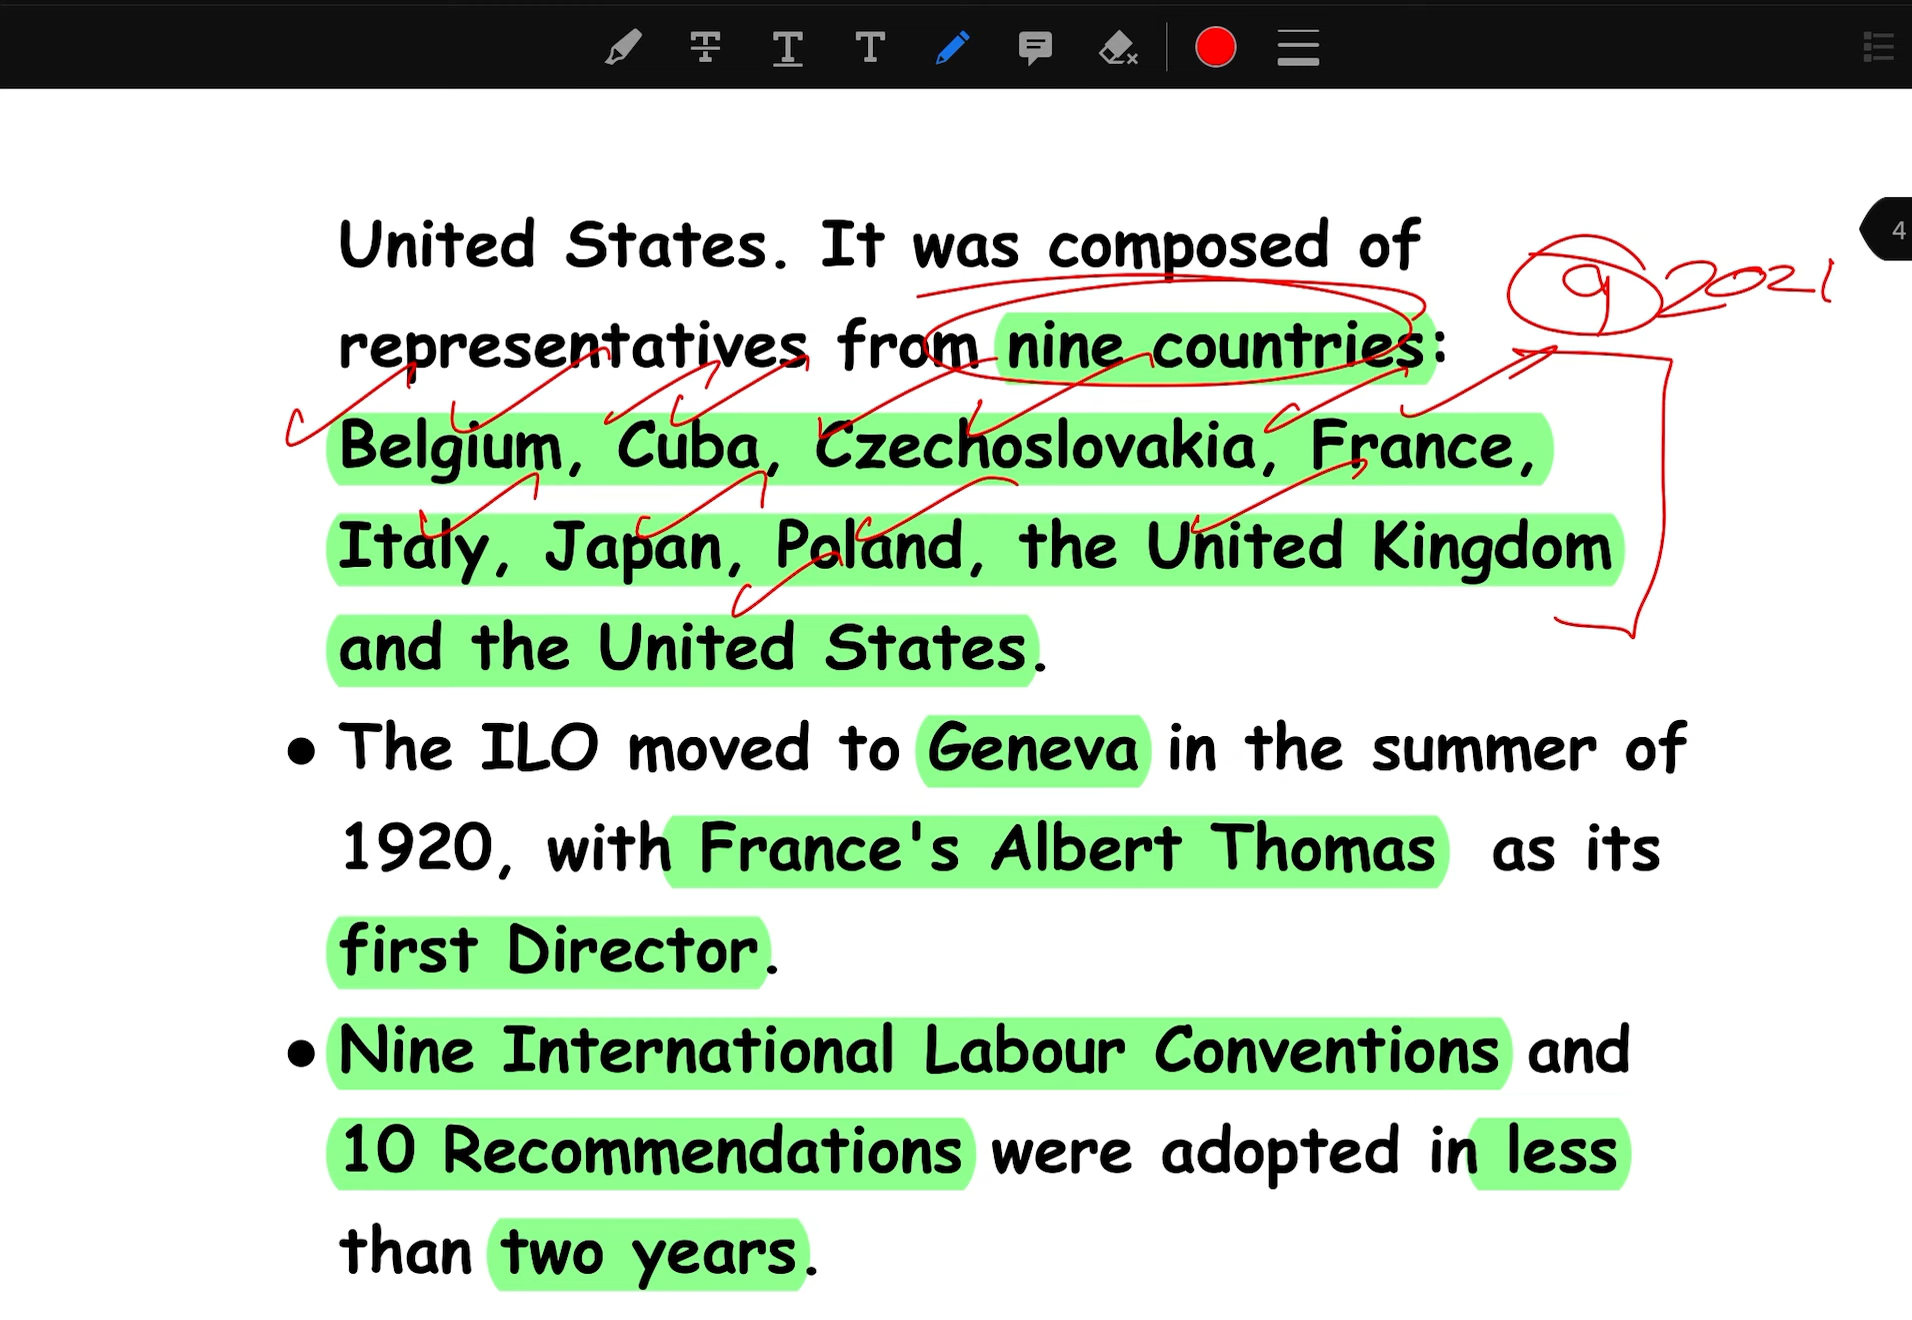 United States. It was composed of
9 2021
4
representatives from nine countries:
Belgium, Cuba, Czechoslovakia, France,
Italy, Japan, Poland, the United Kingdom
and the United States.
● The ILO moved to Geneva in the summer of
1920, with France's Albert Thomas as its
first Director.
● Nine International Labour Conventions and
10 Recommendations were adopted in less
than two years.